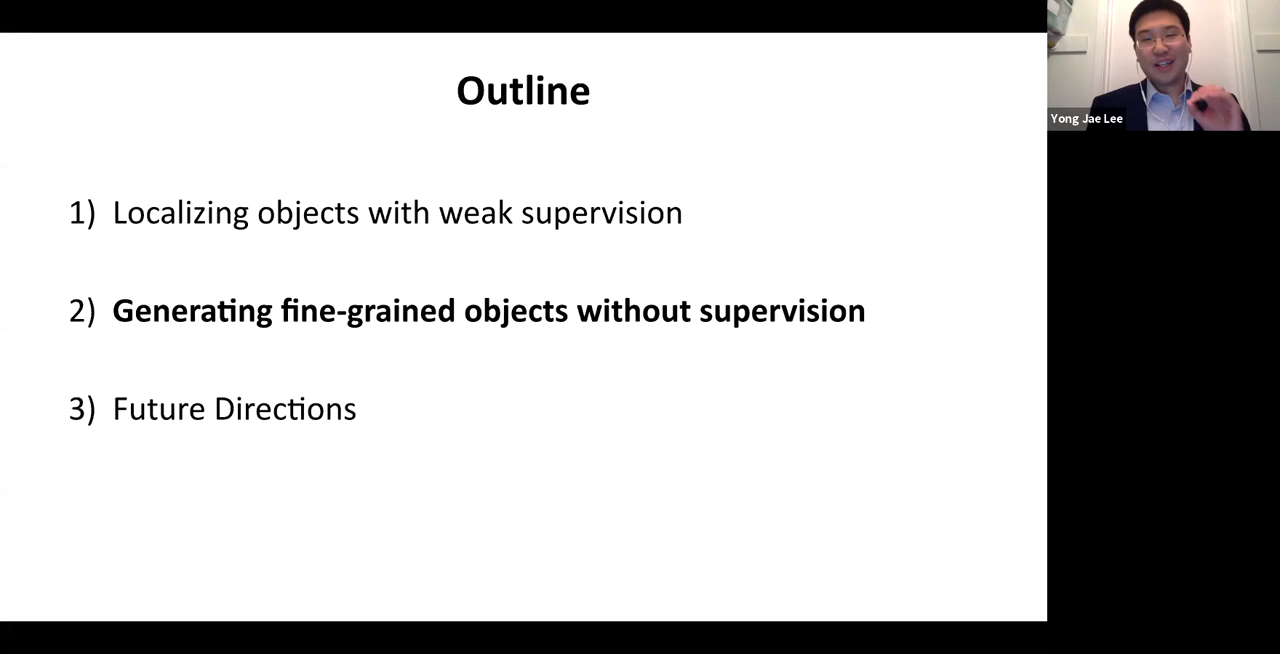 Outline
1) Localizing objects with weak supervision
2) Generating fine-grained objects without supervision
3) Future Directions
Yong Jae Lee